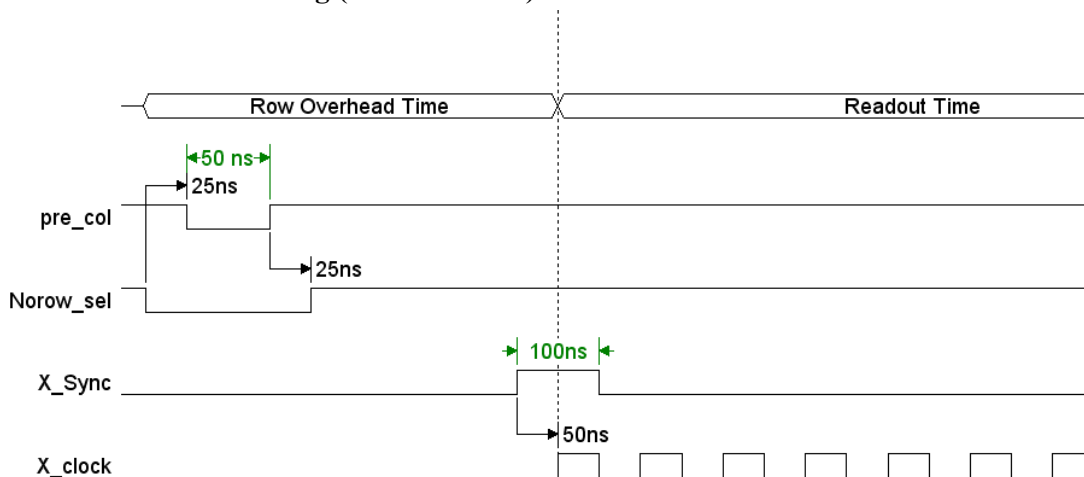 g (
)
Row Overhead Time Readout Time
50 ns
25ns
pre_col
25ns
Norow_sel
100ns
X_Sync
50ns
X_clock